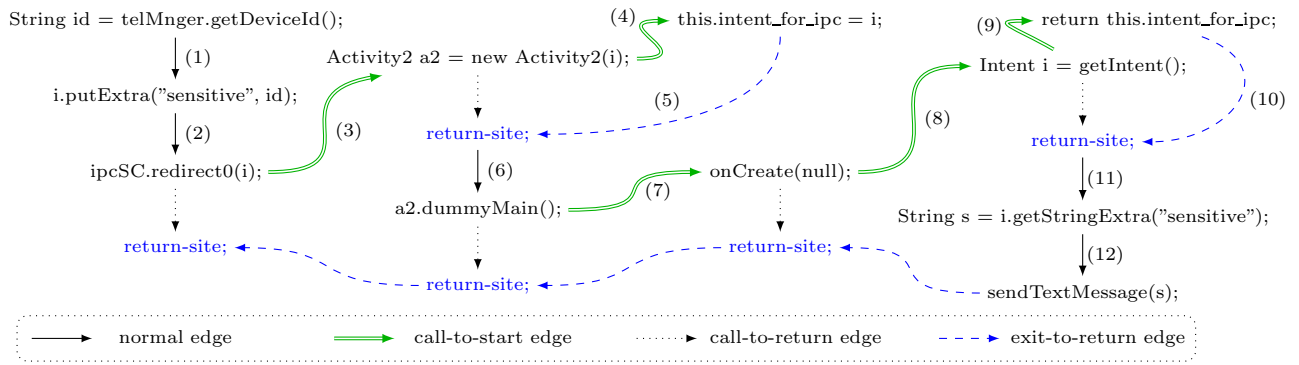 String id = telMnger.getDeviceId();
(1)
i.putExtra("sensitive", id);
(2)
ipcSC.redirect0(i);
return-site;
(3)
Activity2 a2 = new Activity2(i);
(4)
this.intent_for_ipc = i;
(5)
return-site;
(6)
a2.dummyMain();
return-site;
(7)
onCreate(null);
return-site;
(8)
Intent i = getIntent();
(9)
return this.intent_for_ipc;
(10)
return-site;
(11)
String s = i.getStringExtra("sensitive");
(12)
sendTextMessage(s);
normal edge call-to-start edge call-to-return edge exit-to-return edge